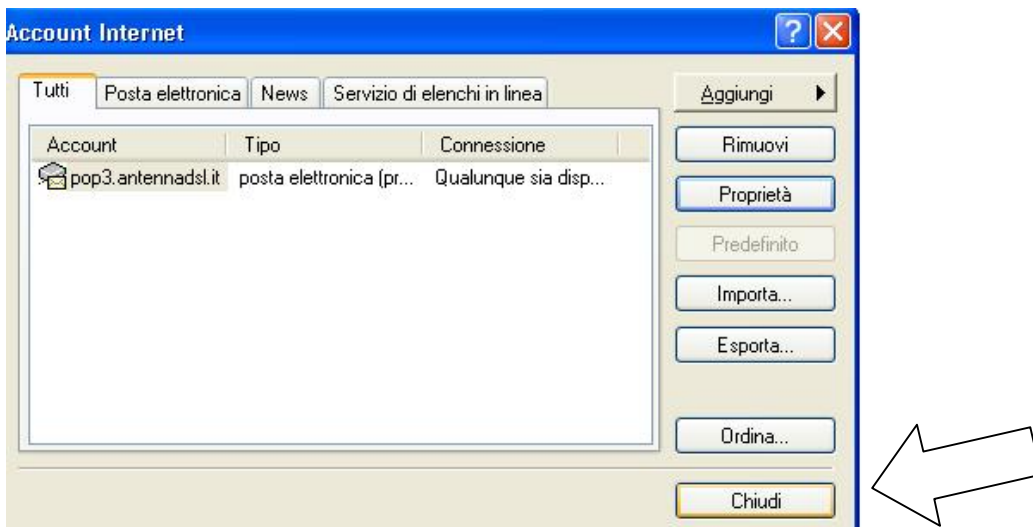 Account Internet
Tutti Posta elettronica News Servizio di elenchi in linea
Aggiungi
Account Tipo Connessione
Rimuovi
pop3.antennadsl.it posta elettronica (pr... Qualunque sia disp...
Proprietà
Predefinito
Importa...
Esporta...
Ordina...
Chiudi